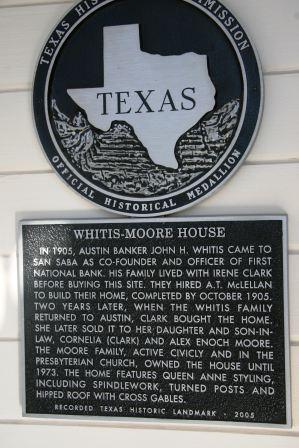 TEXAS HISTORICAL COMMISSION
TEXAS
OFFICIAL HISTORICAL MEDALLION
WHITIS-MOORE HOUSE
IN 1905, AUSTIN BANKER JOHN H. WHITIS CAME TO
SAN SABA AS CO-FOUNDER AND OFFICER OF FIRST
NATIONAL BANK. HIS FAMILY LIVED WITH IRENE CLARK
BEFORE BUYING THIS SITE. THEY HIRED A.T. McLELLAN
TO BUILD THEIR HOME, COMPLETED BY OCTOBER 1905.
TWO YEARS LATER, WHEN THE WHITIS FAMILY
RETURNED TO AUSTIN, CLARK BOUGHT THE HOME.
SHE LATER SOLD IT TO HER DAUGHTER AND SON-IN-
LAW, CORNELIA (CLARK) AND ALEX ENOCH MOORE.
THE MOORE FAMILY, ACTIVE CIVICLY AND IN THE
PRESBYTERIAN CHURCH, OWNED THE HOUSE UNTIL
1973. THE HOME FEATURES QUEEN ANNE STYLING,
INCLUDING SPINDLEWORK, TURNED POSTS AND
HIPPED ROOF WITH CROSS GABLES.
RECORDED TEXAS HISTORIC LANDMARK - 2005